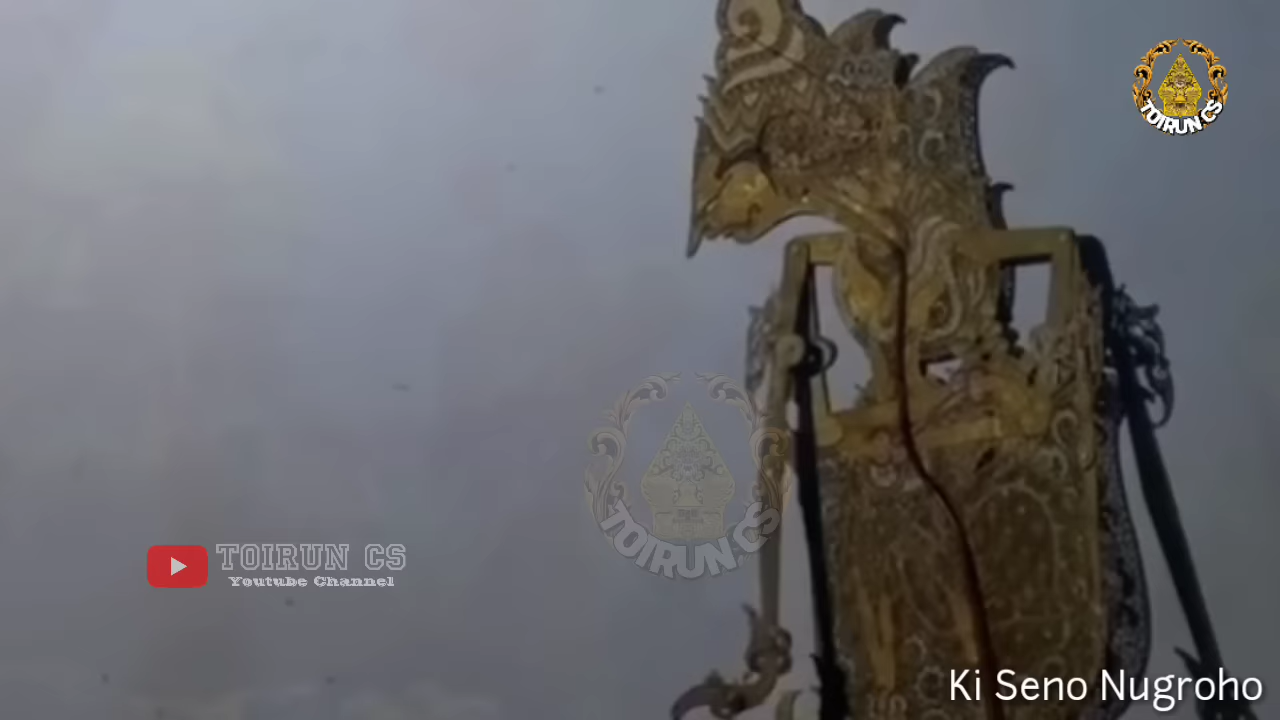 TOIRUN.CS
TOIRUN.CS
TOIRUN CS
Youtube Channel
Ki Seno Nugroho